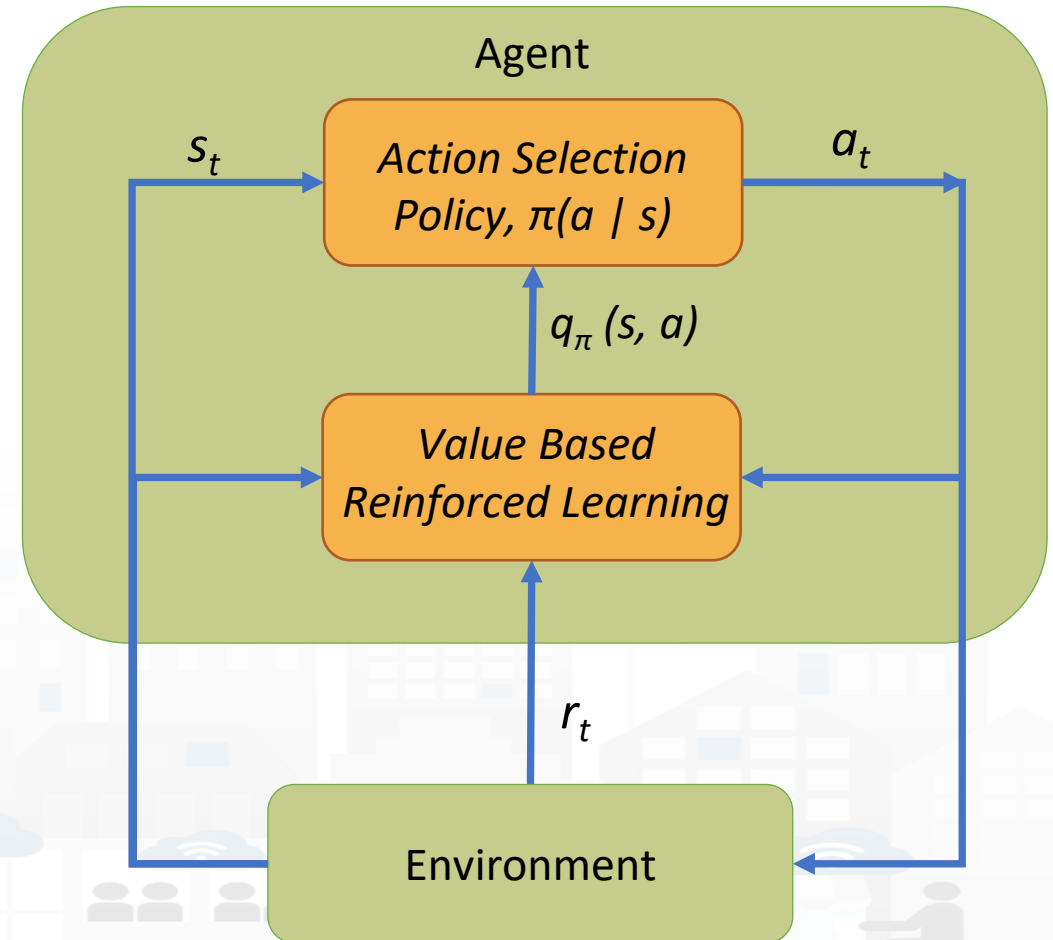 Agent
s_t
Action Selection
Policy, π(a | s)
a_t
q_π (s, a)
Value Based
Reinforced Learning
r_t
Environment